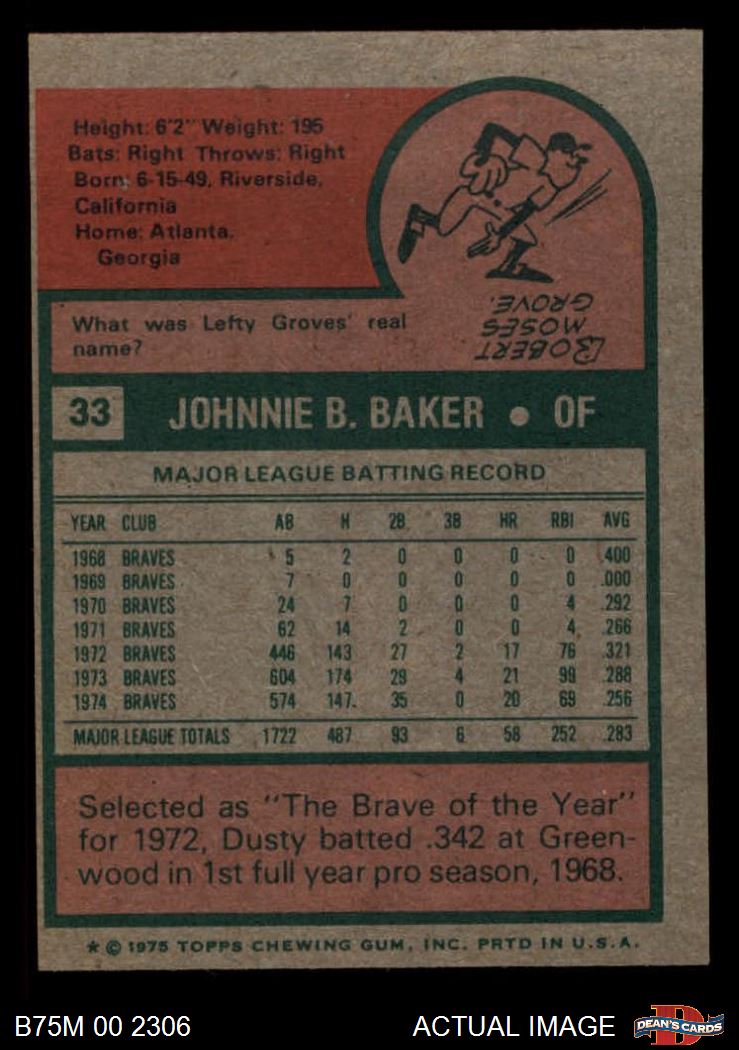 Height: 6'2" Weight: 195
Bats: Right Throws: Right
Born: 6-15-49, Riverside,
California
Home: Atlanta,
Georgia
What was Lefty Groves' real
name?
ROBERT
MOSES
GROVE.
33 JOHNNIE B. BAKER • OF
MAJOR LEAGUE BATTING RECORD
YEAR CLUB AB H 2B 3B HR RBI AVG
1968 BRAVES 5 2 0 0 0 0 .400
1969 BRAVES 7 0 0 0 0 0 .000
1970 BRAVES 24 7 0 0 0 4 .292
1971 BRAVES 62 14 2 0 0 4 .266
1972 BRAVES 446 143 27 2 17 76 .321
1973 BRAVES 604 174 29 4 21 99 .288
1974 BRAVES 574 147 35 0 20 69 .256
MAJOR LEAGUE TOTALS 1722 487 93 6 58 252 .283
Selected as "The Brave of the Year"
for 1972, Dusty batted .342 at Green-
wood in 1st full year pro season, 1968.
* © 1975 TOPPS CHEWING GUM, INC. PRTD IN U.S.A.
B75M 00 2306 ACTUAL IMAGE D DEAN'S CARDS